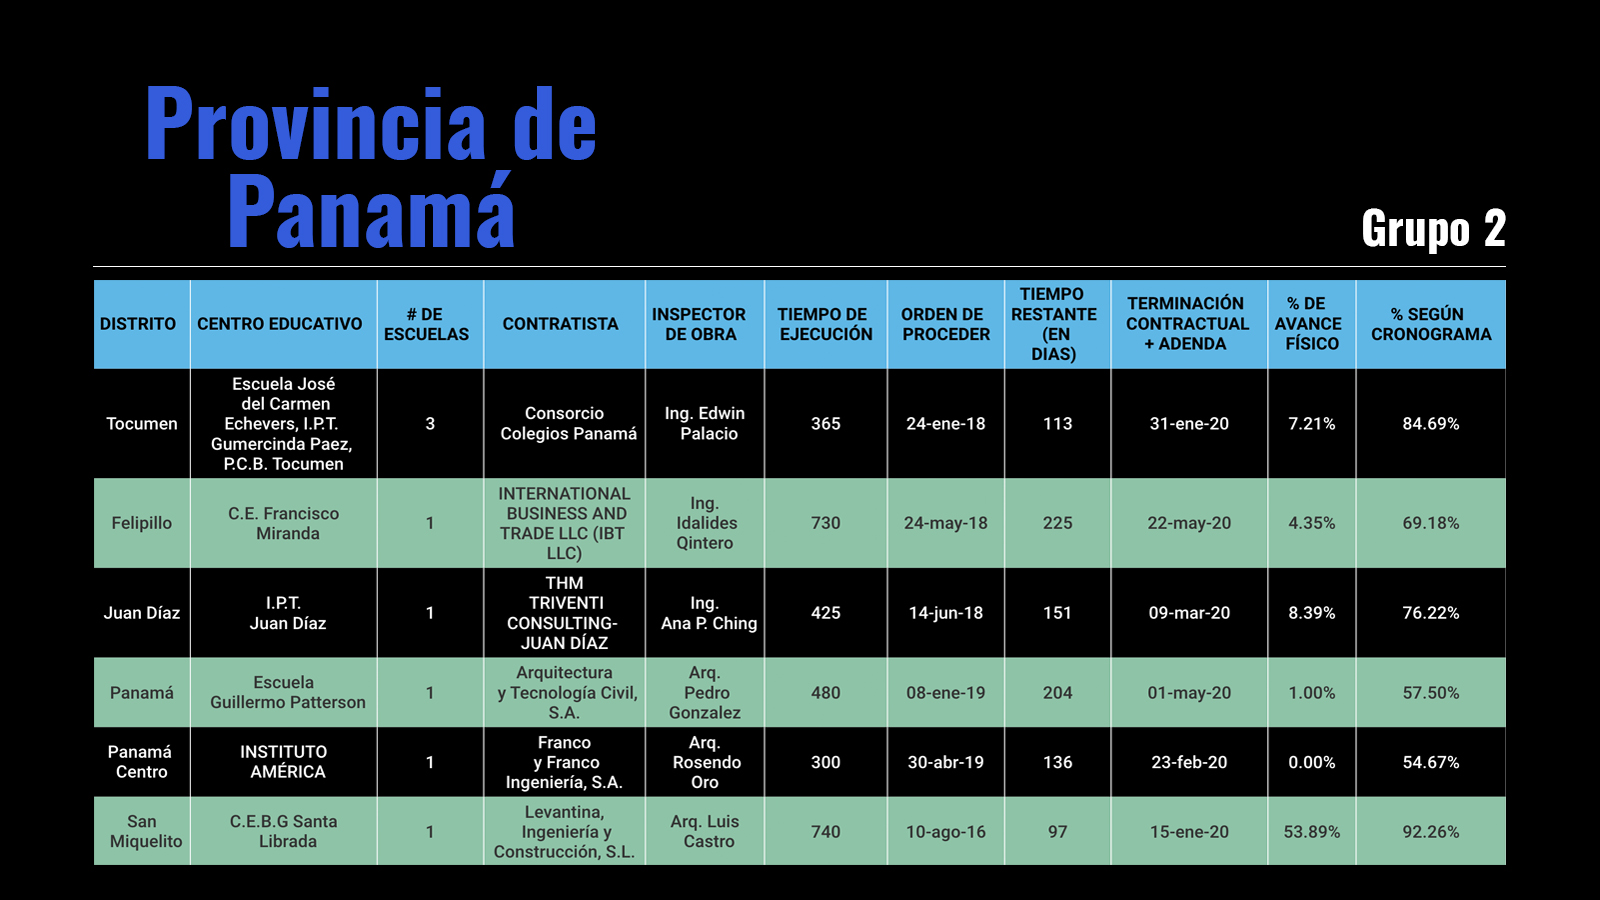 Provincia de
Panamá
Grupo 2
DISTRITO
CENTRO EDUCATIVO
# DE
ESCUELAS
CONTRATISTA
INSPECTOR
DE OBRA
TIEMPO DE
EJECUCIÓN
ORDEN DE
PROCEDER
TIEMPO
RESTANTE
(EN
DIAS)
TERMINACIÓN
CONTRACTUAL
+ ADENDA
% DE
AVANCE
FÍSICO
% SEGÚN
CRONOGRAMA
Tocumen
Escuela José
del Carmen
Echevers, I.P.T.
Gumercinda Paez,
P.C.B. Tocumen
3
Consorcio
Colegios Panamá
Ing. Edwin
Palacio
365
24-ene-18
113
31-ene-20
7.21%
84.69%
Felipillo
C.E. Francisco
Miranda
1
INTERNATIONAL
BUSINESS AND
TRADE LLC (IBT
LLC)
Ing.
Idalides
Qintero
730
24-may-18
225
22-may-20
4.35%
69.18%
Juan Díaz
I.P.T.
Juan Díaz
1
THM
TRIVENTI
CONSULTING-
JUAN DÍAZ
Ing.
Ana P. Ching
425
14-jun-18
151
09-mar-20
8.39%
76.22%
Panamá
Escuela
Guillermo Patterson
1
Arquitectura
y Tecnología Civil,
S.A.
Arq.
Pedro
Gonzalez
480
08-ene-19
204
01-may-20
1.00%
57.50%
Panamá
Centro
INSTITUTO
AMÉRICA
1
Franco
y Franco
Ingeniería, S.A.
Arq.
Rosendo
Oro
300
30-abr-19
136
23-feb-20
0.00%
54.67%
San
Miquelito
C.E.B.G Santa
Librada
1
Levantina,
Ingeniería y
Construcción, S.L.
Arq. Luis
Castro
740
10-ago-16
97
15-ene-20
53.89%
92.26%